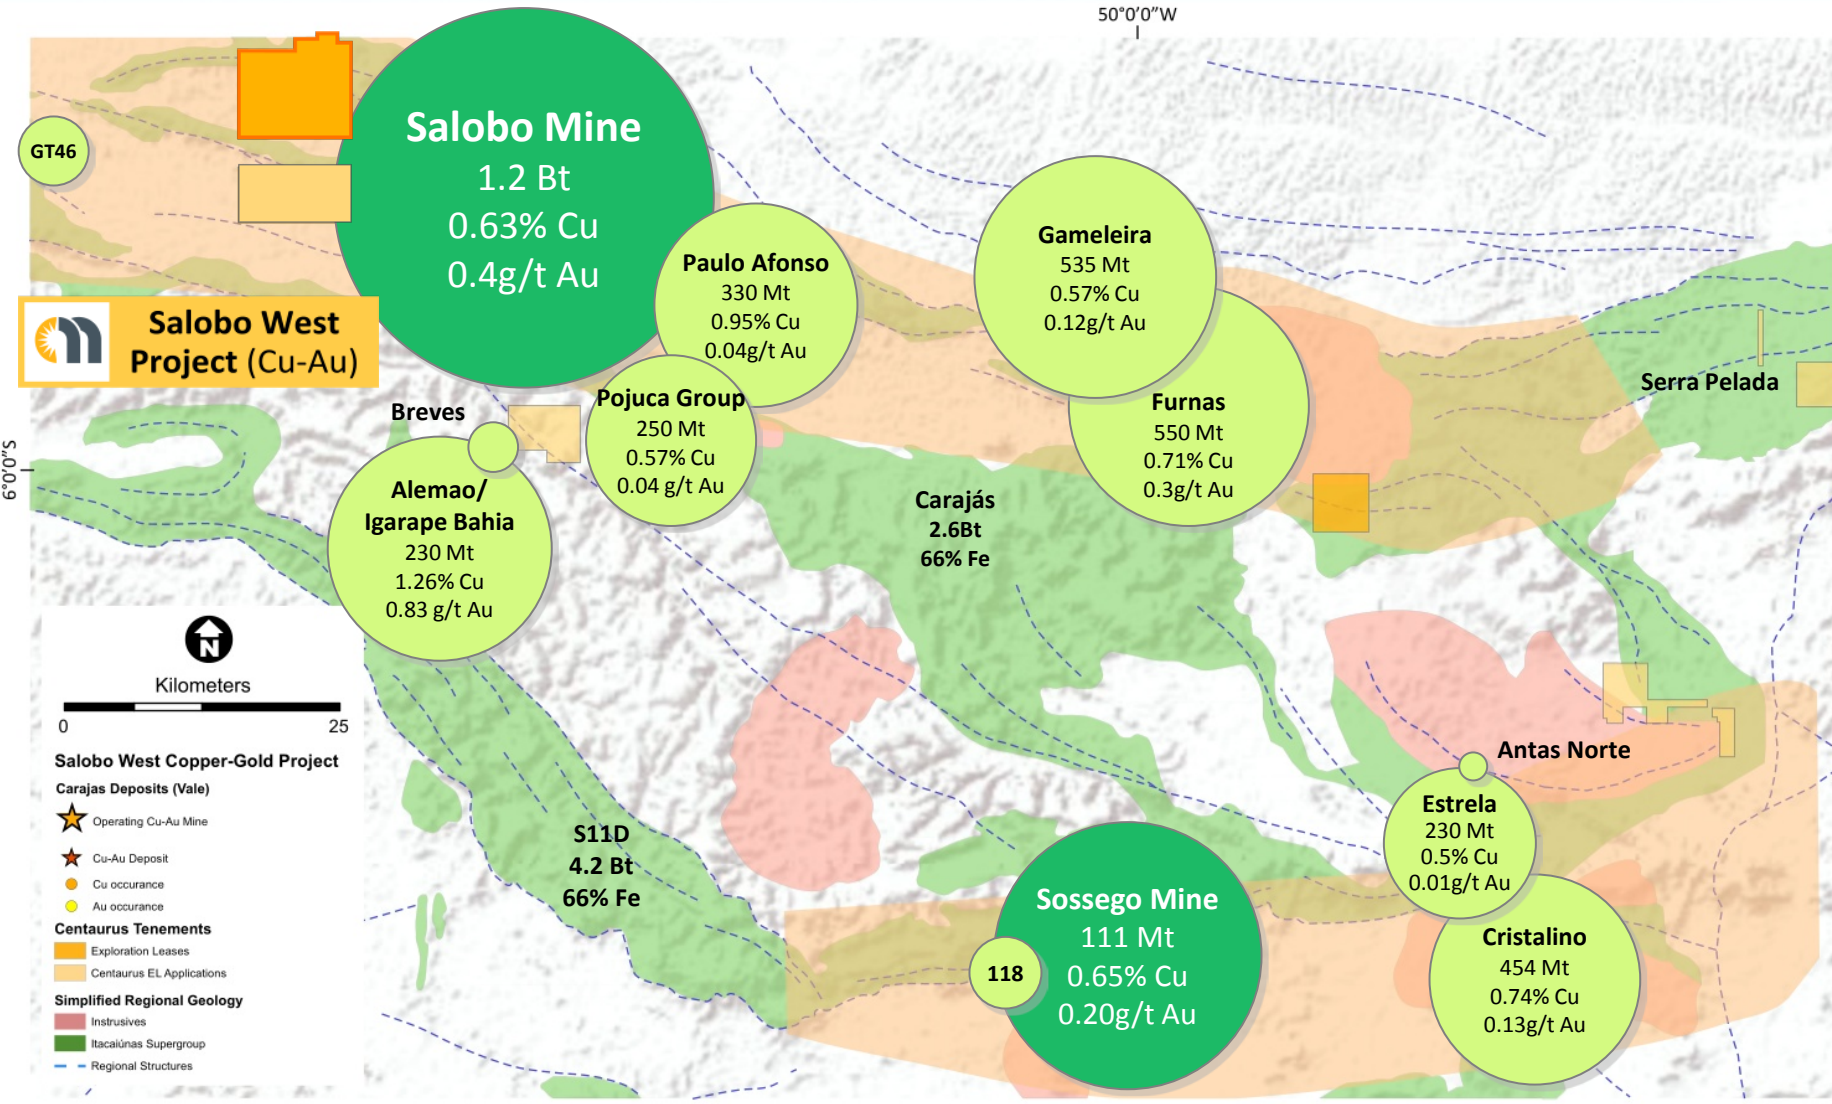 50°0'0"W
Salobo Mine
1.2 Bt
0.63% Cu
0.4g/t Au
GT46
Gameleira
535 Mt
0.57% Cu
0.12g/t Au
Paulo Afonso
330 Mt
0.95% Cu
0.04g/t Au
Salobo West
Project (Cu-Au)
Serra Pelada
Breves
Pojuca Group
250 Mt
0.57% Cu
0.04 g/t Au
Furnas
550 Mt
0.71% Cu
0.3g/t Au
6°0'0"S
Alemao/
Igarape Bahia
230 Mt
1.26% Cu
0.83 g/t Au
Carajás
2.6Bt
66% Fe
N
Kilometers
0 25
Salobo West Copper-Gold Project
Carajas Deposits (Vale)
Operating Cu-Au Mine
Cu-Au Deposit
Cu occurance
Au occurance
Centaurus Tenements
Exploration Leases
Centaurus EL Applications
Simplified Regional Geology
Instrusives
Itacaiúnas Supergroup
Regional Structures
S11D
4.2 Bt
66% Fe
Antas Norte
Estrela
230 Mt
0.5% Cu
0.01g/t Au
Sossego Mine
111 Mt
0.65% Cu
0.20g/t Au
118
Cristalino
454 Mt
0.74% Cu
0.13g/t Au